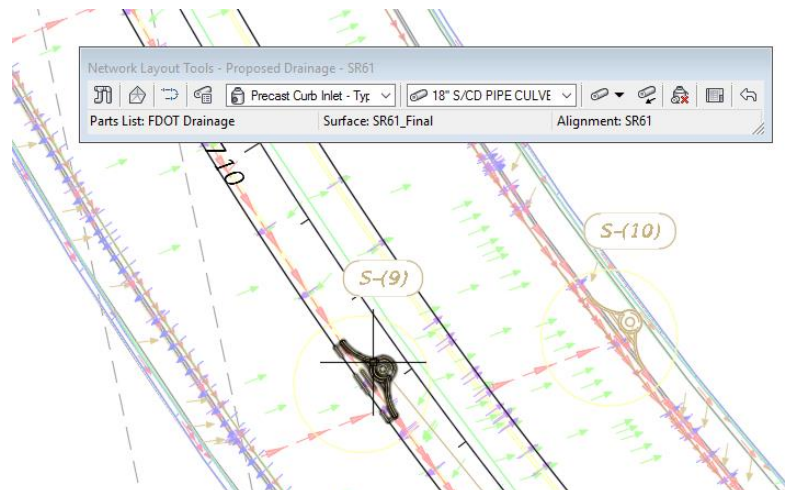 Network Layout Tools - Proposed Drainage - SR61
Precast Curb Inlet - Typ
18" S/CD PIPE CULVE
Parts List: FDOT Drainage
Surface: SR61_Final
Alignment: SR61
710
S-(10)
S-(9)